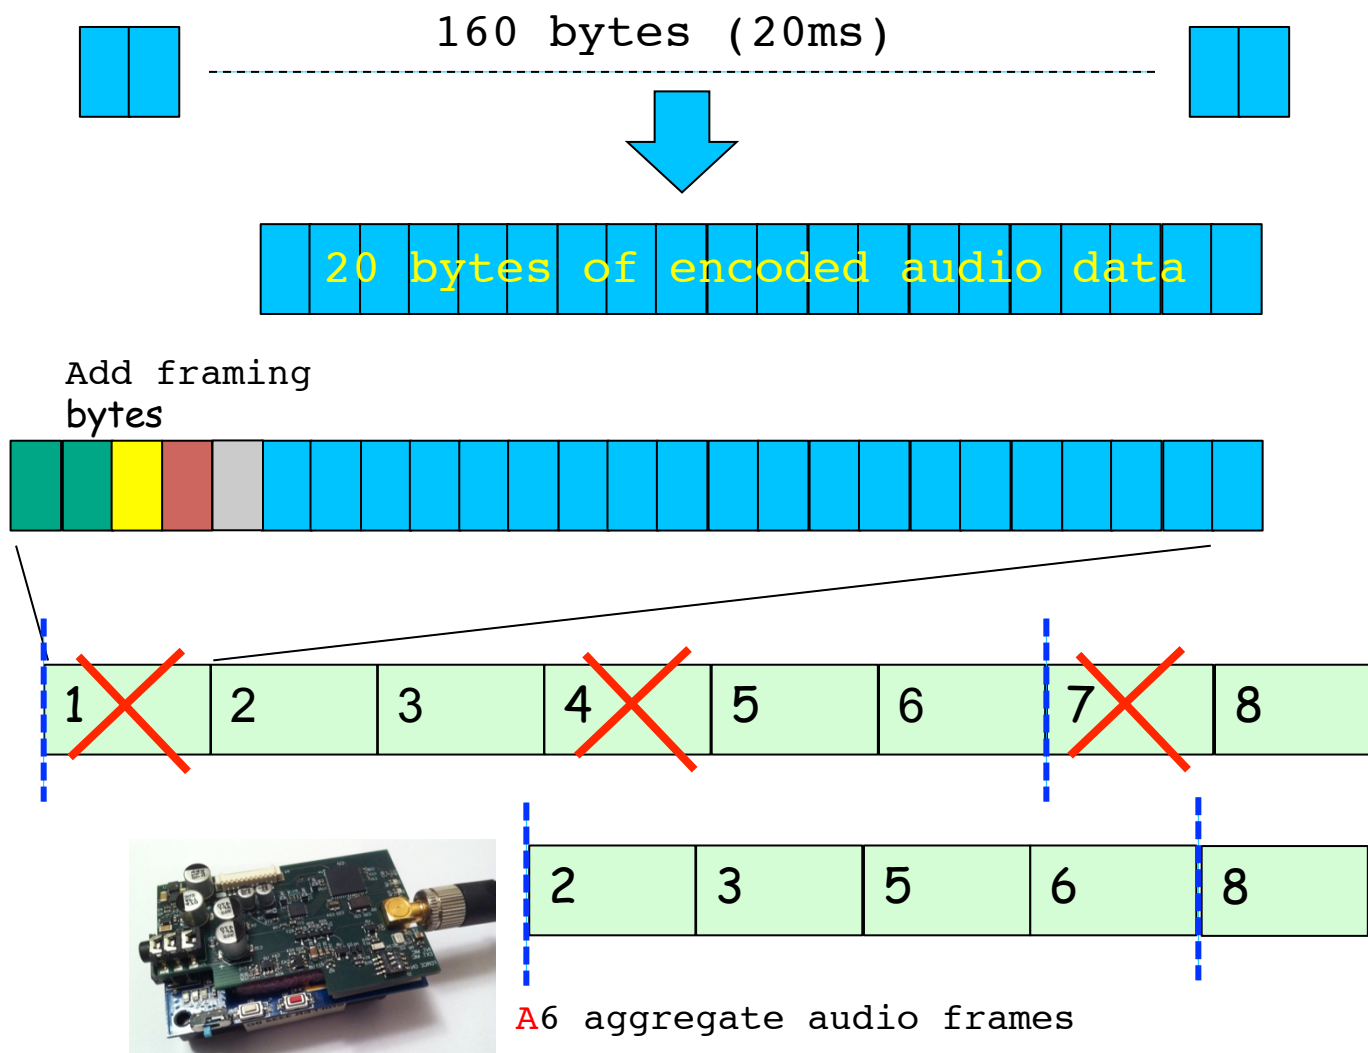 160 bytes (20ms)
20 bytes of encoded audio data
Add framing
bytes
1 2 3 4 5 6 7 8
2 3 5 6 8
A6 aggregate audio frames